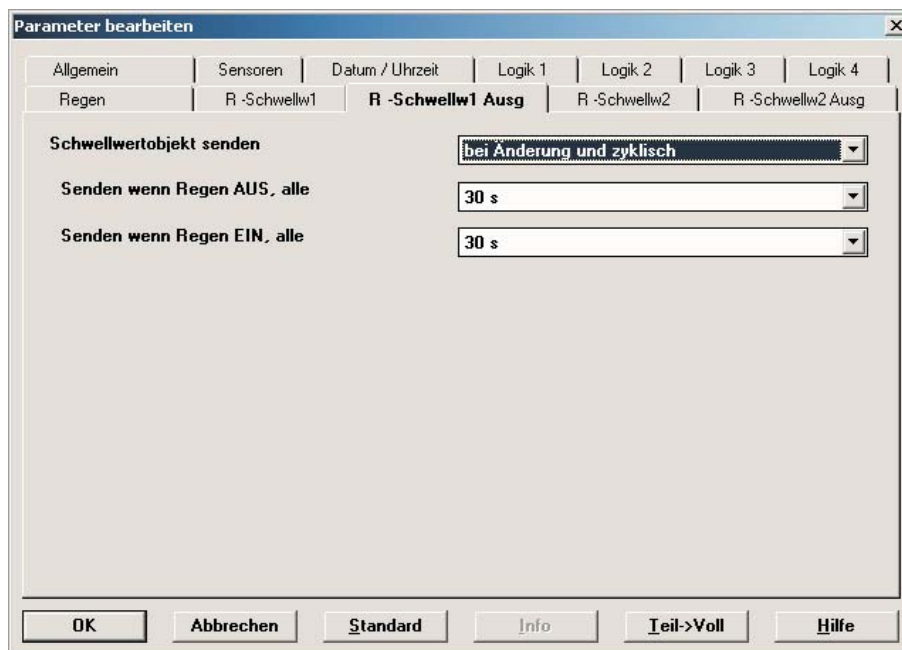 Parameter bearbeiten
Allgemein Sensoren Datum / Uhrzeit Logik 1 Logik 2 Logik 3 Logik 4
Regen R -Schwellw1 R -Schwellw1 Ausg R -Schwellw2 R -Schwellw2 Ausg
Schwellwertobjekt senden bei Änderung und zyklisch
Senden wenn Regen AUS, alle 30 s
Senden wenn Regen EIN, alle 30 s
OK Abbrechen Standard Info Teil->Voll Hilfe